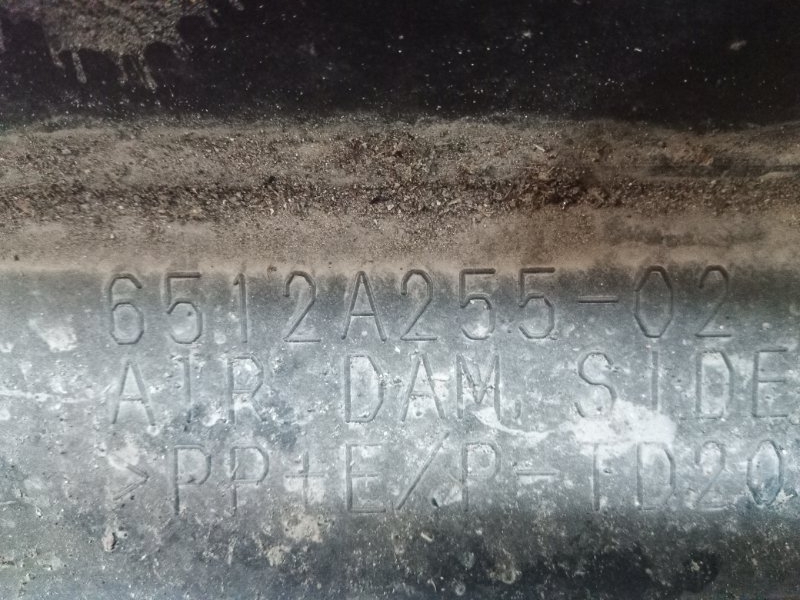 6512A255-02
AIR DAM, SIDE
>PP+E/P-TD20